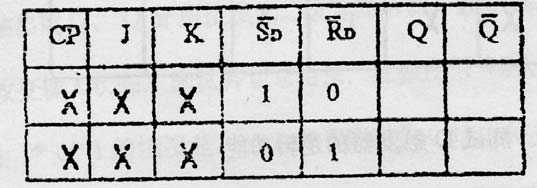 CP J K S̄D R̄D Q Q̄
X X X 1 0
X X X 0 1